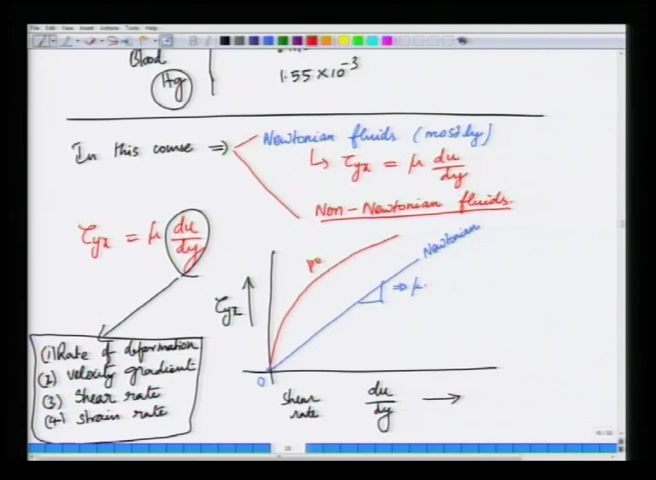 Blood
Hg
1.55 × 10⁻³
In this course ⇒
Newtonian fluids (mostly)
↳ τyx = μ du/dy
Non-Newtonian fluids.
τyx = μ du/dy
Newtonian
ps
⇒ μ.
τyx
(1) Rate of deformation
(2) velocity gradient
(3) Shear rate
(4) strain rate
0
shear rate
du/dy